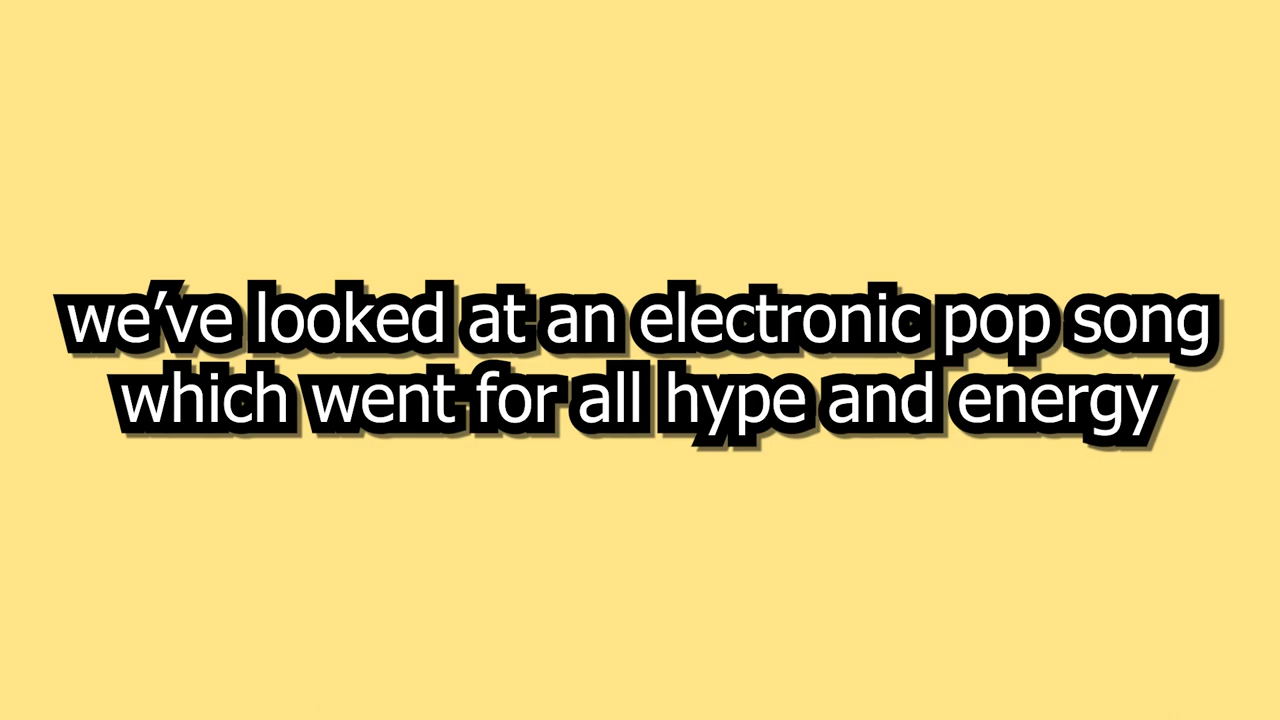 we’ve looked at an electronic pop song
which went for all hype and energy